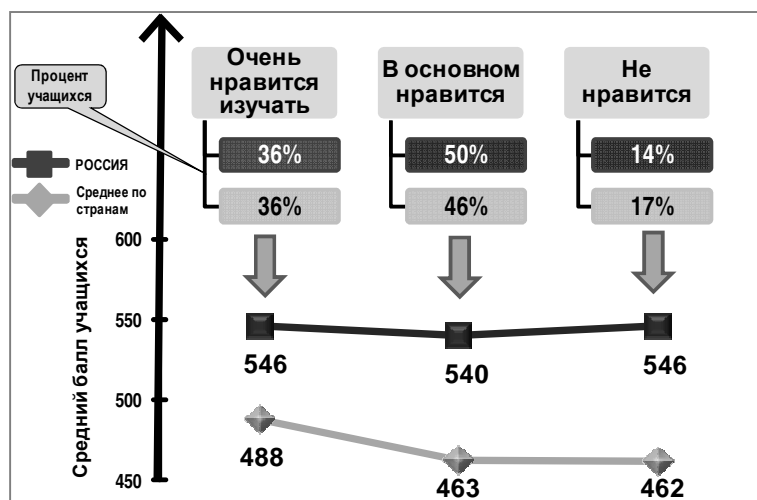 Очень
нравится
изучать
В основном
нравится
Не
нравится
Процент
учащихся
36%
50%
14%
РОССИЯ
Среднее по
странам
36%
46%
17%
Средний балл учащихся
600
550
500
450
546
540
546
488
463
462